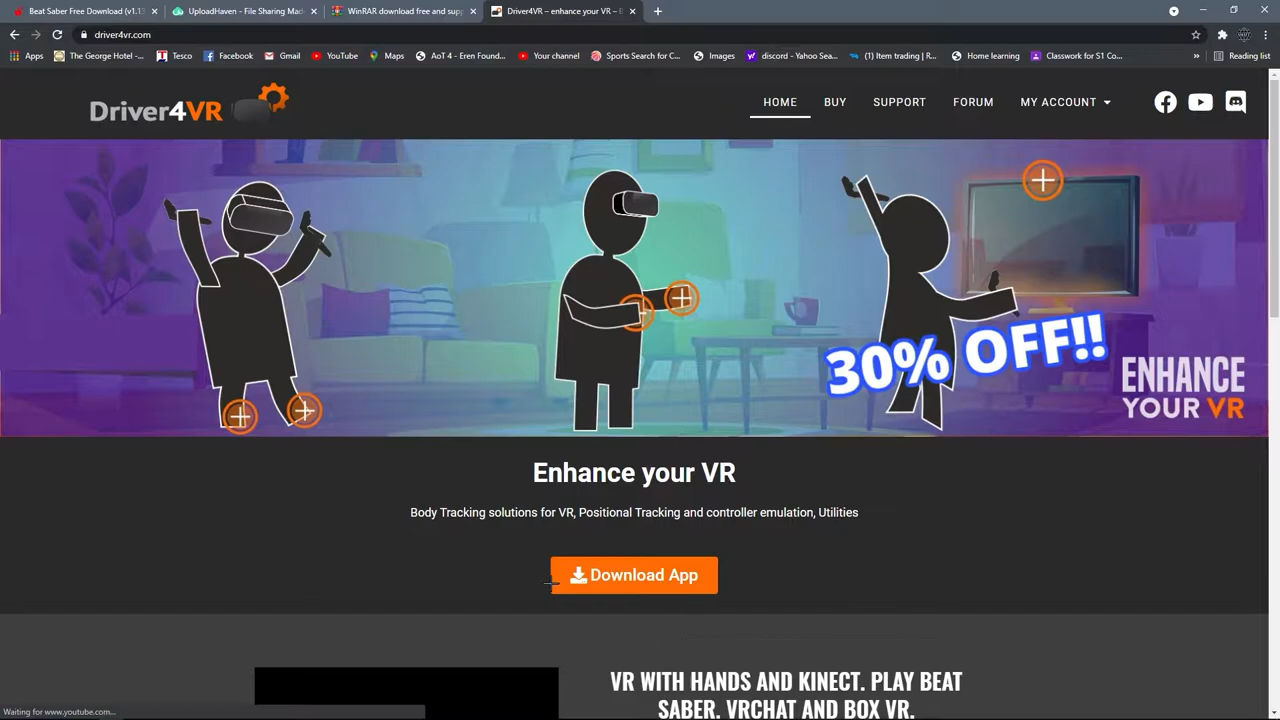 Beat Saber Free Download (v1.13
UploadHaven - File Sharing Mad
WinRAR download free and supp
Driver4VR – enhance your VR – E
driver4vr.com
Apps
The George Hotel -...
Tesco
Facebook
Gmail
YouTube
Maps
AoT 4 - Eren Found...
Your channel
Sports Search for C...
Images
discord - Yahoo Sea...
(1) Item trading | R...
Home learning
Classwork for S1 Co...
»
Reading list
Driver4VR
HOME
BUY
SUPPORT
FORUM
MY ACCOUNT
30% OFF!!
ENHANCE
YOUR VR
Enhance your VR
Body Tracking solutions for VR, Positional Tracking and controller emulation, Utilities
Download App
VR WITH HANDS AND KINECT. PLAY BEAT
SABER, VRCHAT AND BOX VR.
Waiting for www.youtube.com...